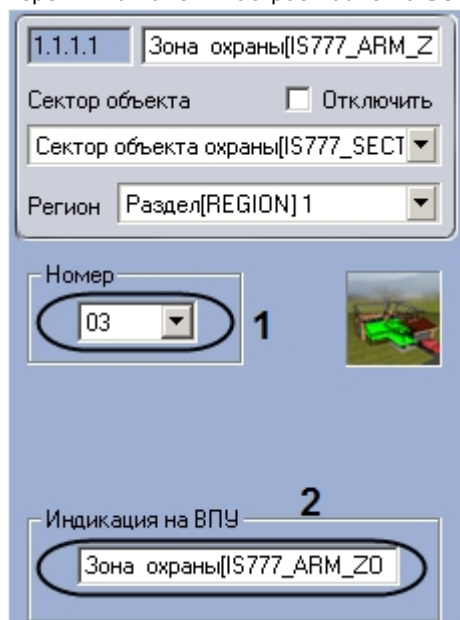 1.1.1.1 Зона охраны[IS777_ARM_Z
Сектор объекта Отключить
Сектор объекта охраны[IS777_SECT
Регион Раздел[REGION] 1
Номер
03 1
2
Индикация на ВПУ
Зона охраны[IS777_ARM_ZO